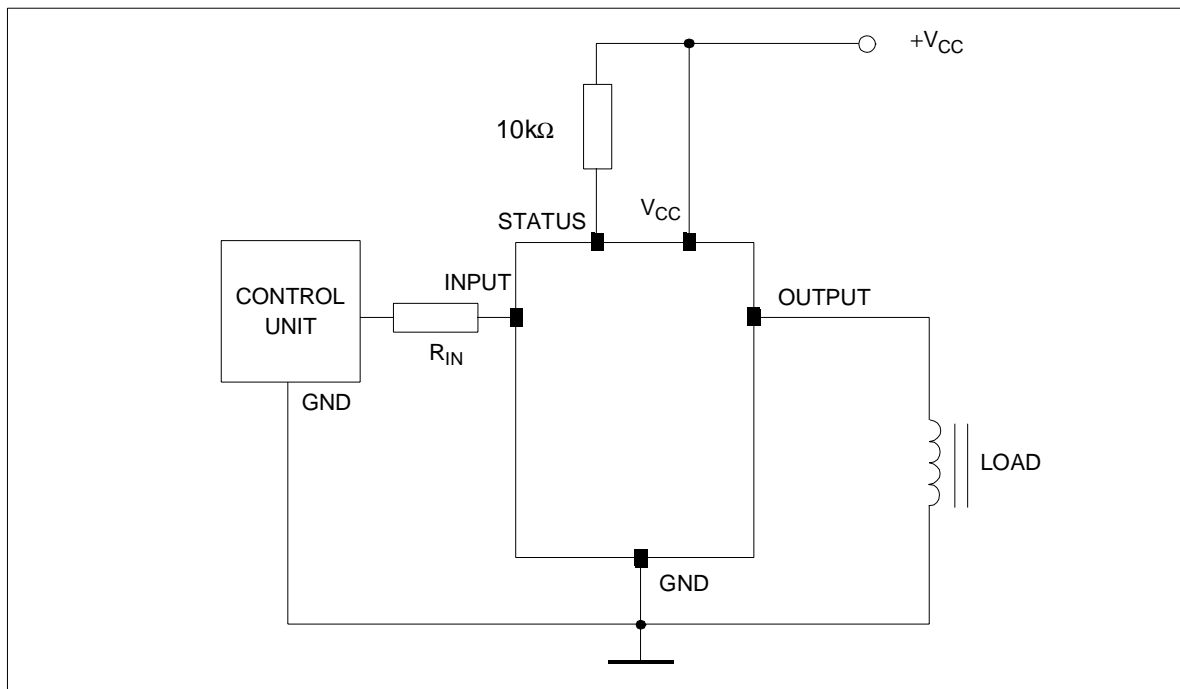 +VCC
10kΩ
STATUS
VCC
INPUT
OUTPUT
CONTROL
UNIT
RIN
GND
LOAD
GND